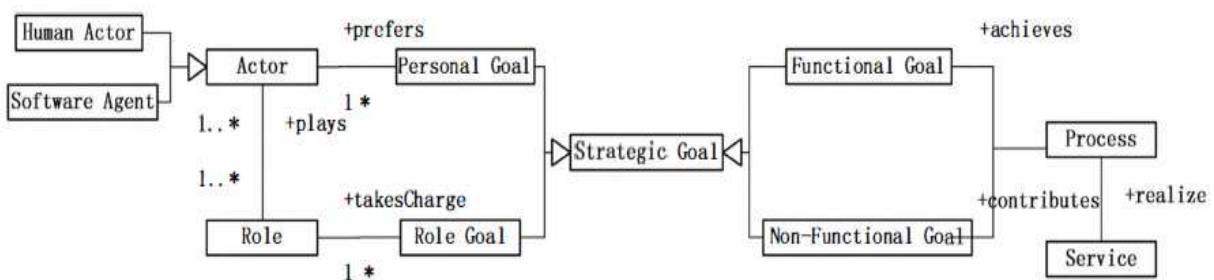 Human Actor
+prefers
+achieves
Actor
Personal Goal
Functional Goal
Software Agent
1 *
1..*
+plays
Strategic Goal
Process
1..*
+takesCharge
+contributes
+realize
Role
Role Goal
Non-Functional Goal
Service
1 *